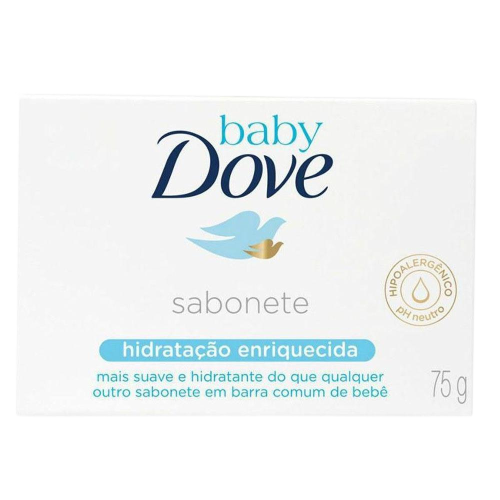 baby
Dove
sabonete
HIPOALERGÊNICO
pH neutro
hidratação enriquecida
mais suave e hidratante do que qualquer
outro sabonete em barra comum de bebê
75 g